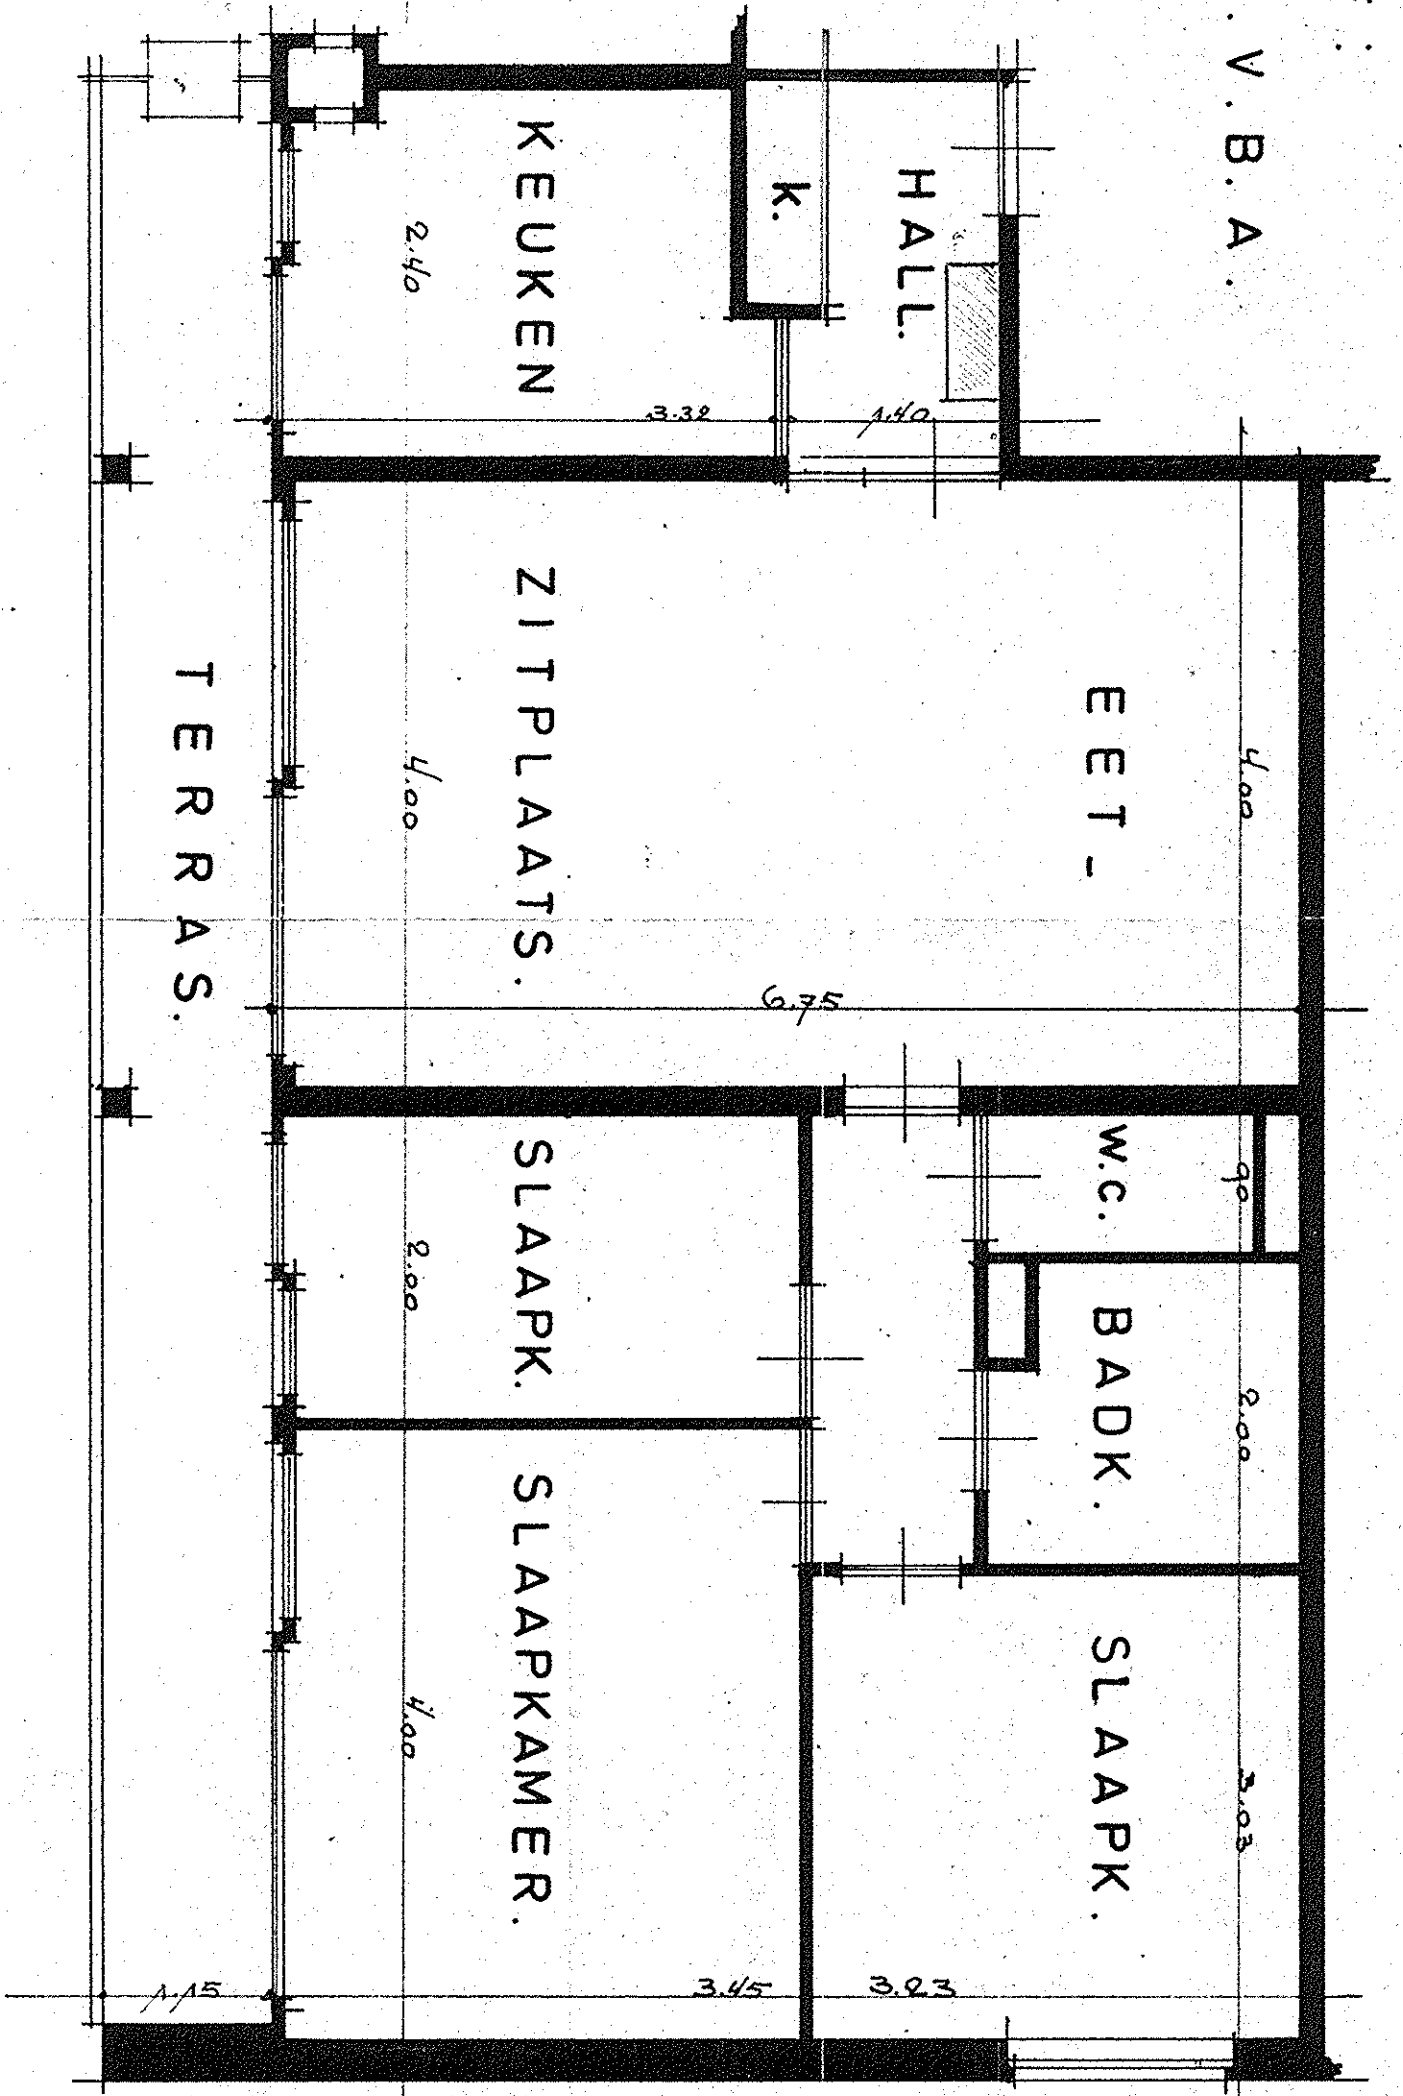 . V. B. A.
HALL.
k.
KEUKEN
2.40
3.32
1.40
EET-
ZITPLAATS.
4.00
4.00
6.75
TERRAS.
W.C.
90
BADK.
2.00
SLAAPK.
2.00
SLAAPK.
3.03
SLAAPKAMER.
4.00
3.23
3.45
1.15